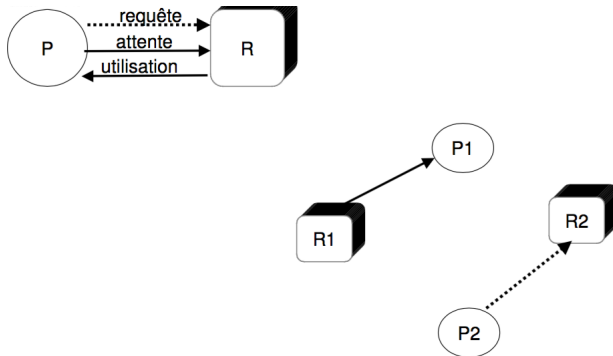 requête
P
attente
R
utilisation
P1
R1
R2
P2